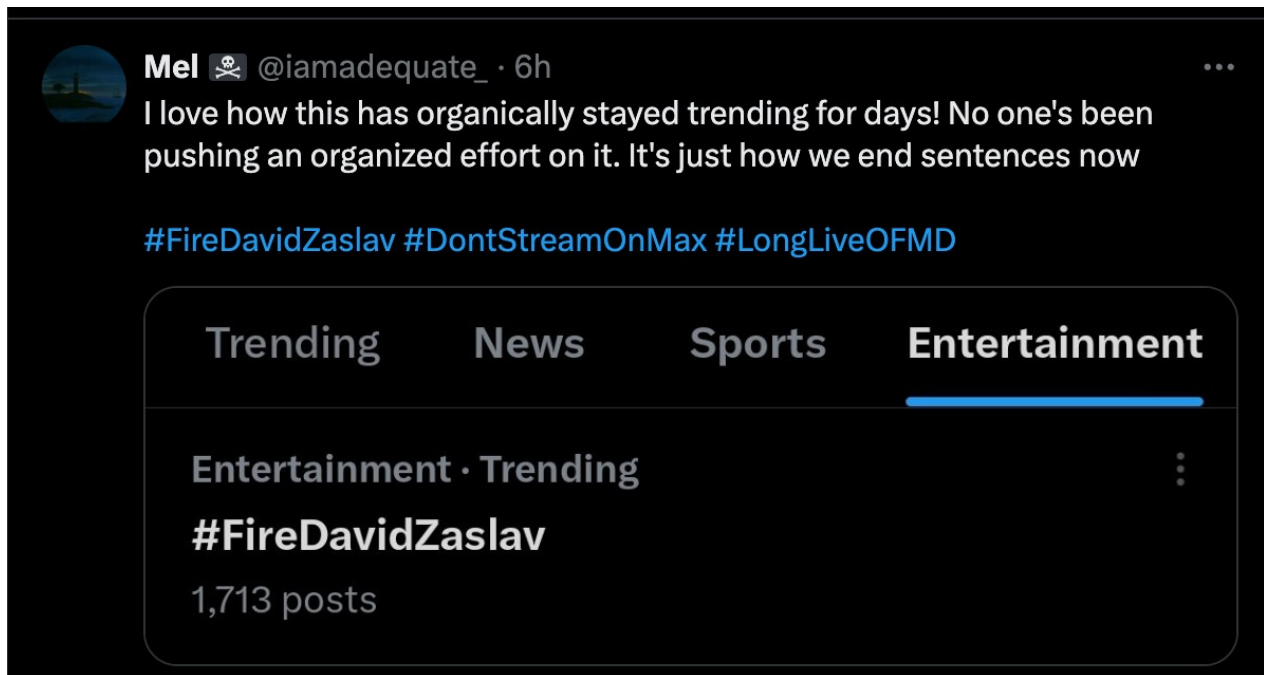 Mel ☠️ @iamadequate_ · 6h
I love how this has organically stayed trending for days! No one's been
pushing an organized effort on it. It's just how we end sentences now
#FireDavidZaslav #DontStreamOnMax #LongLiveOFMD
Trending News Sports Entertainment
Entertainment · Trending
#FireDavidZaslav
1,713 posts